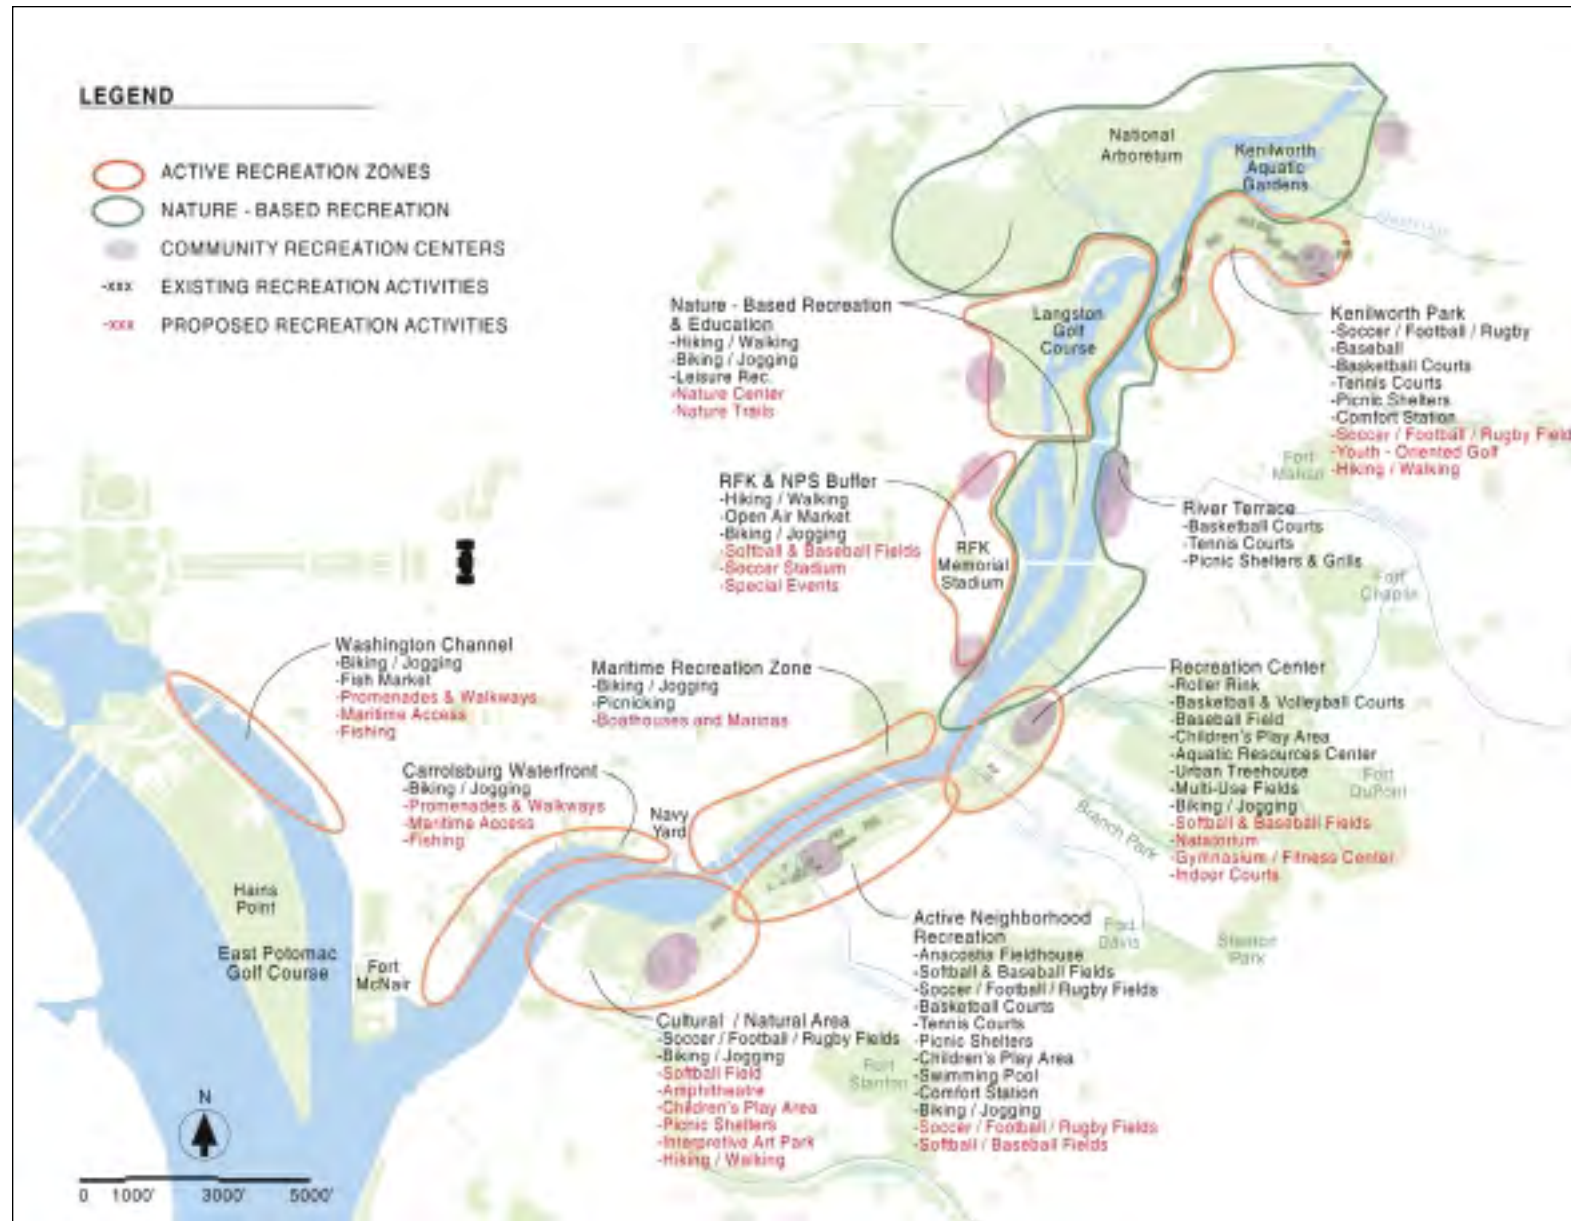 LEGEND
ACTIVE RECREATION ZONES
NATURE - BASED RECREATION
COMMUNITY RECREATION CENTERS
-xxx EXISTING RECREATION ACTIVITIES
-xxx PROPOSED RECREATION ACTIVITIES
National
Arboretum
Kenilworth
Aquatic
Gardens
Nature - Based Recreation
& Education
-Hiking / Walking
-Biking / Jogging
-Leisure Rec.
-Nature Center
-Nature Trails
Langston
Golf
Course
Kenilworth Park
-Soccer / Football / Rugby
-Baseball
-Basketball Courts
-Tennis Courts
-Picnic Shelters
-Comfort Station
-Soccer / Football / Rugby Field
-Youth - Oriented Golf
-Hiking / Walking
Fort
Mahan
RFK & NPS Buffer
-Hiking / Walking
-Open Air Market
-Biking / Jogging
-Softball & Baseball Fields
-Soccer Stadium
-Special Events
RFK
Memorial
Stadium
River Terrace
-Basketball Courts
-Tennis Courts
-Picnic Shelters & Grills
Fort
Chaplin
Washington Channel
-Biking / Jogging
-Fish Market
-Promenades & Walkways
-Maritime Access
-Fishing
Maritime Recreation Zone
-Biking / Jogging
-Picnicking
-Boathouses and Marinas
Recreation Center
-Roller Rink
-Basketball & Volleyball Courts
-Baseball Field
-Children's Play Area
-Aquatic Resources Center
-Urban Treehouse
-Multi-Use Fields
-Biking / Jogging
-Softball & Baseball Fields
-Natatorium
-Gymnasium / Fitness Center
-Indoor Courts
Fort
DuPont
Branch Park
Carrolsburg Waterfront
-Biking / Jogging
-Promenades & Walkways
-Maritime Access
-Fishing
Navy
Yard
Hains
Point
East Potomac
Golf Course
Fort
McNair
Active Neighborhood
Recreation
-Anacostia Fieldhouse
-Softball & Baseball Fields
-Soccer / Football / Rugby Fields
-Basketball Courts
-Tennis Courts
-Picnic Shelters
-Children's Play Area
-Swimming Pool
-Comfort Station
-Biking / Jogging
-Soccer / Football / Rugby Fields
-Softball / Baseball Fields
Fort
Davis
Stanton
Park
Cultural / Natural Area
-Soccer / Football / Rugby Fields
-Biking / Jogging
-Softball Field
-Amphitheatre
-Children's Play Area
-Picnic Shelters
-Interpretive Art Park
-Hiking / Walking
Fort
Stanton
N
0 1000' 3000' 5000'